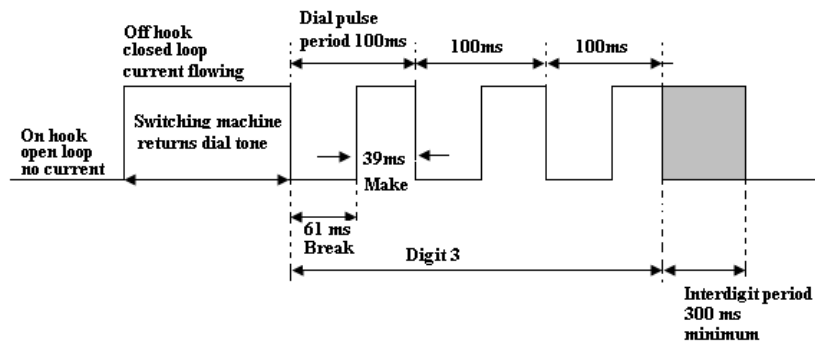 Off hook
closed loop
current flowing
Dial pulse
period 100ms
100ms
100ms
On hook
open loop
no current
Switching machine
returns dial tone
39ms
Make
61 ms
Break
Digit 3
Interdigit period
300 ms
minimum